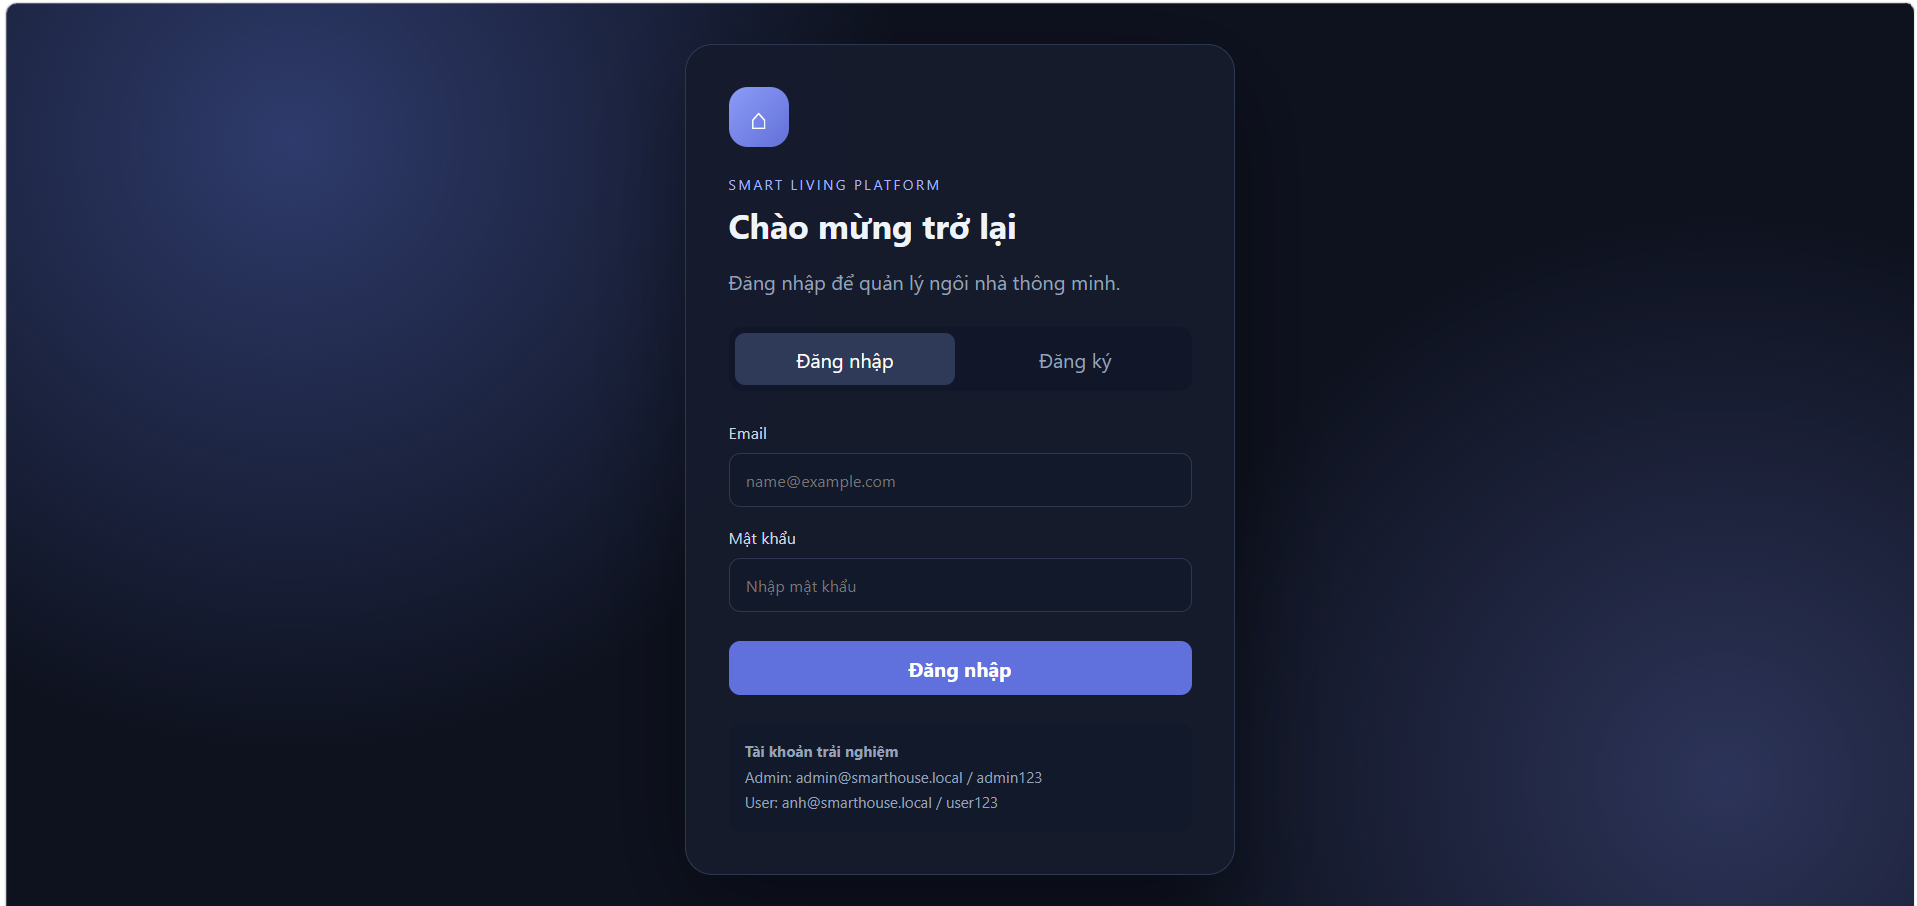 SMART LIVING PLATFORM
Chào mừng trở lại
Đăng nhập để quản lý ngôi nhà thông minh.
Đăng nhập
Đăng ký
Email
name@example.com
Mật khẩu
Nhập mật khẩu
Đăng nhập
Tài khoản trải nghiệm
Admin: admin@smarthouse.local / admin123
User: anh@smarthouse.local / user123